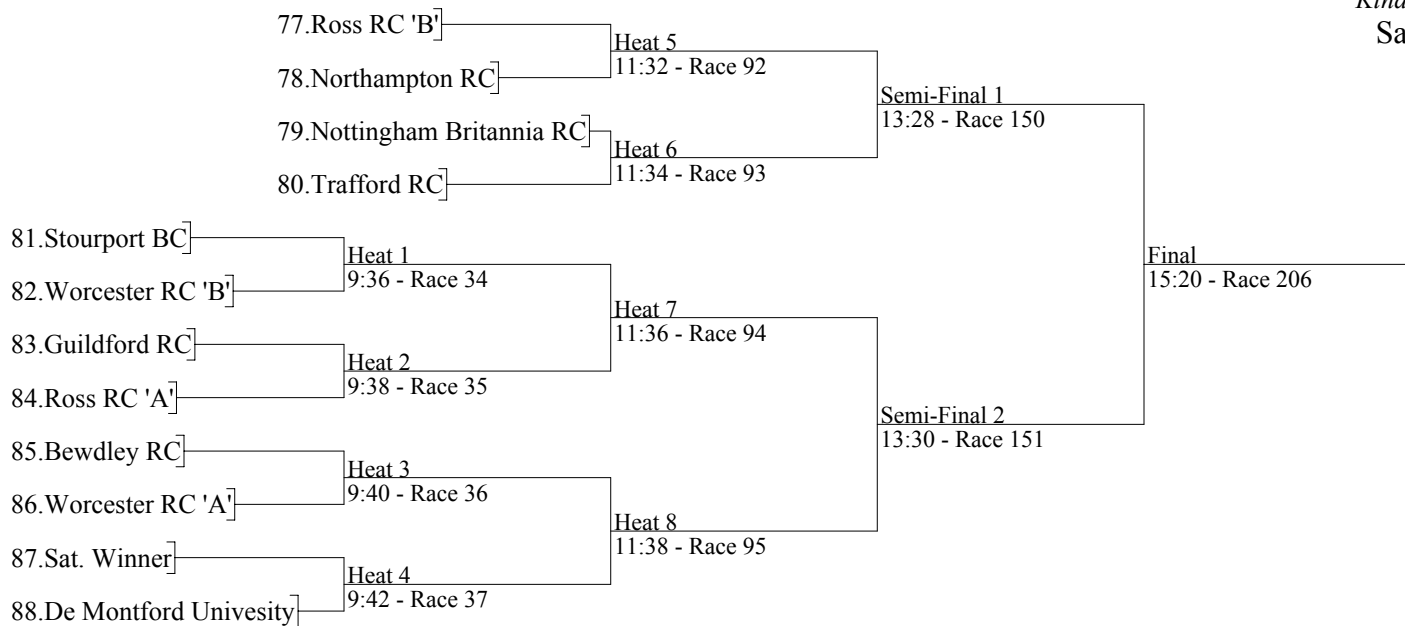 Kind
Sa
77.Ross RC 'B'
Heat 5
11:32 - Race 92
78.Northampton RC
Semi-Final 1
13:28 - Race 150
79.Nottingham Britannia RC
Heat 6
11:34 - Race 93
80.Trafford RC
81.Stourport BC
Heat 1
9:36 - Race 34
Final
15:20 - Race 206
82.Worcester RC 'B'
Heat 7
11:36 - Race 94
83.Guildford RC
Heat 2
9:38 - Race 35
84.Ross RC 'A'
Semi-Final 2
13:30 - Race 151
85.Bewdley RC
Heat 3
9:40 - Race 36
86.Worcester RC 'A'
Heat 8
11:38 - Race 95
87.Sat. Winner
Heat 4
9:42 - Race 37
88.De Montford Univesity